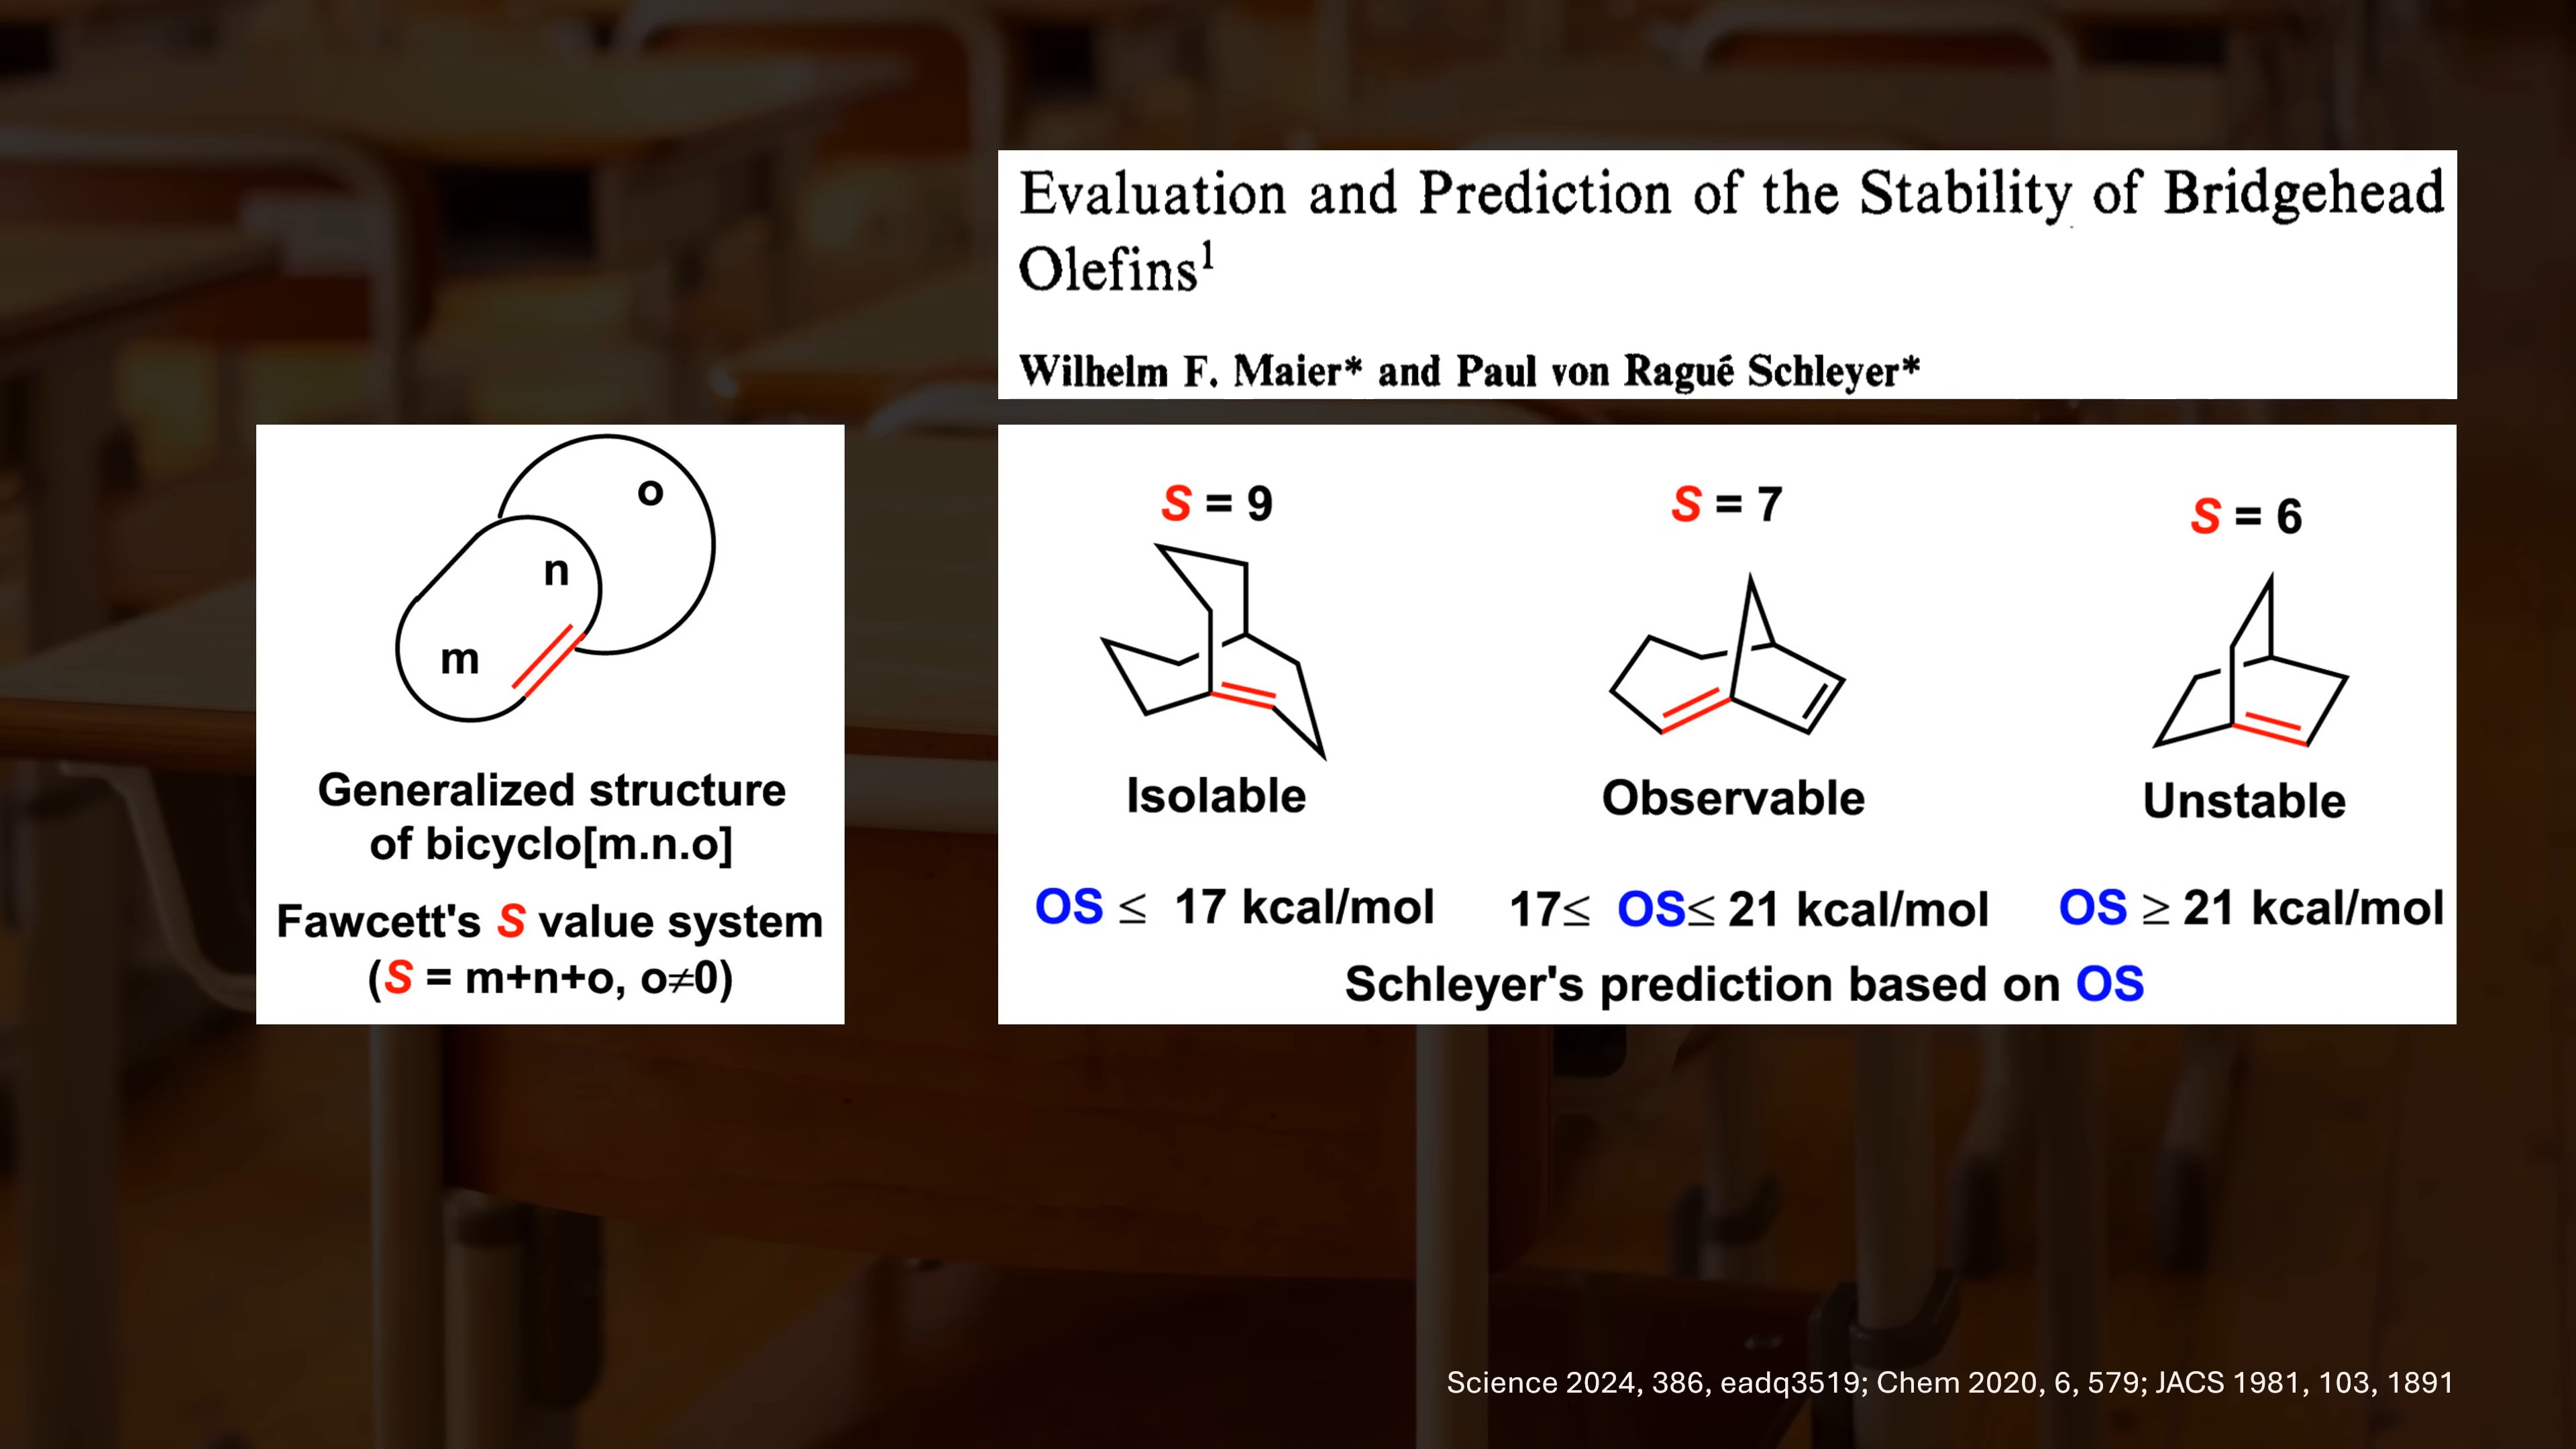 Evaluation and Prediction of the Stability of Bridgehead
Olefins¹
Wilhelm F. Maier* and Paul von Ragué Schleyer*
o
n
m
Generalized structure
of bicyclo[m.n.o]
Fawcett's S value system
(S = m+n+o, o≠0)
S = 9
S = 7
S = 6
Isolable
Observable
Unstable
OS ≤ 17 kcal/mol
17≤ OS≤ 21 kcal/mol
OS ≥ 21 kcal/mol
Schleyer's prediction based on OS
Science 2024, 386, eadq3519; Chem 2020, 6, 579; JACS 1981, 103, 1891